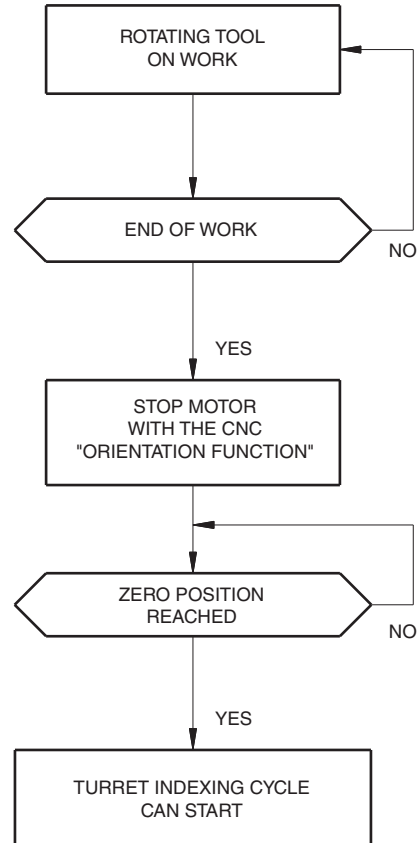 ROTATING TOOL
ON WORK
END OF WORK
NO
YES
STOP MOTOR
WITH THE CNC
"ORIENTATION FUNCTION"
ZERO POSITION
REACHED
NO
YES
TURRET INDEXING CYCLE
CAN START